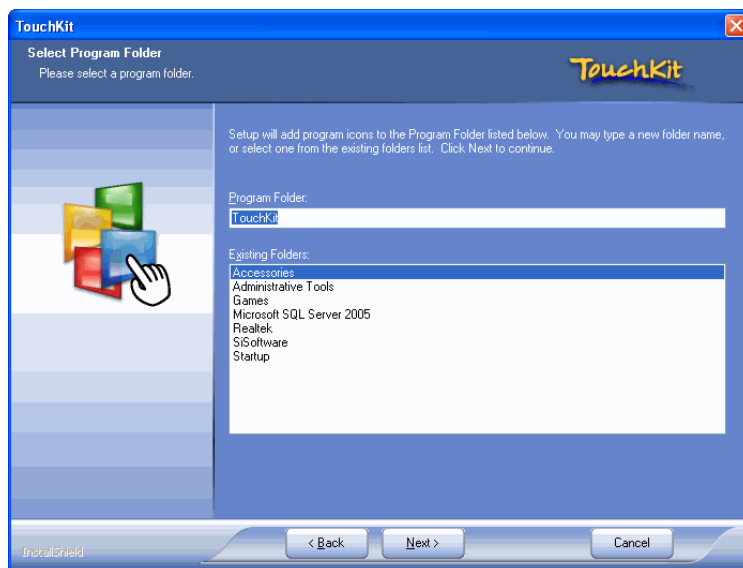 TouchKit
Select Program Folder
Please select a program folder.
TouchKit
Setup will add program icons to the Program Folder listed below. You may type a new folder name,
or select one from the existing folders list. Click Next to continue.
Program Folder:
TouchKit
Existing Folders:
Accessories
Administrative Tools
Games
Microsoft SQL Server 2005
Realtek
SiSoftware
Startup
InstallShield
< Back
Next >
Cancel